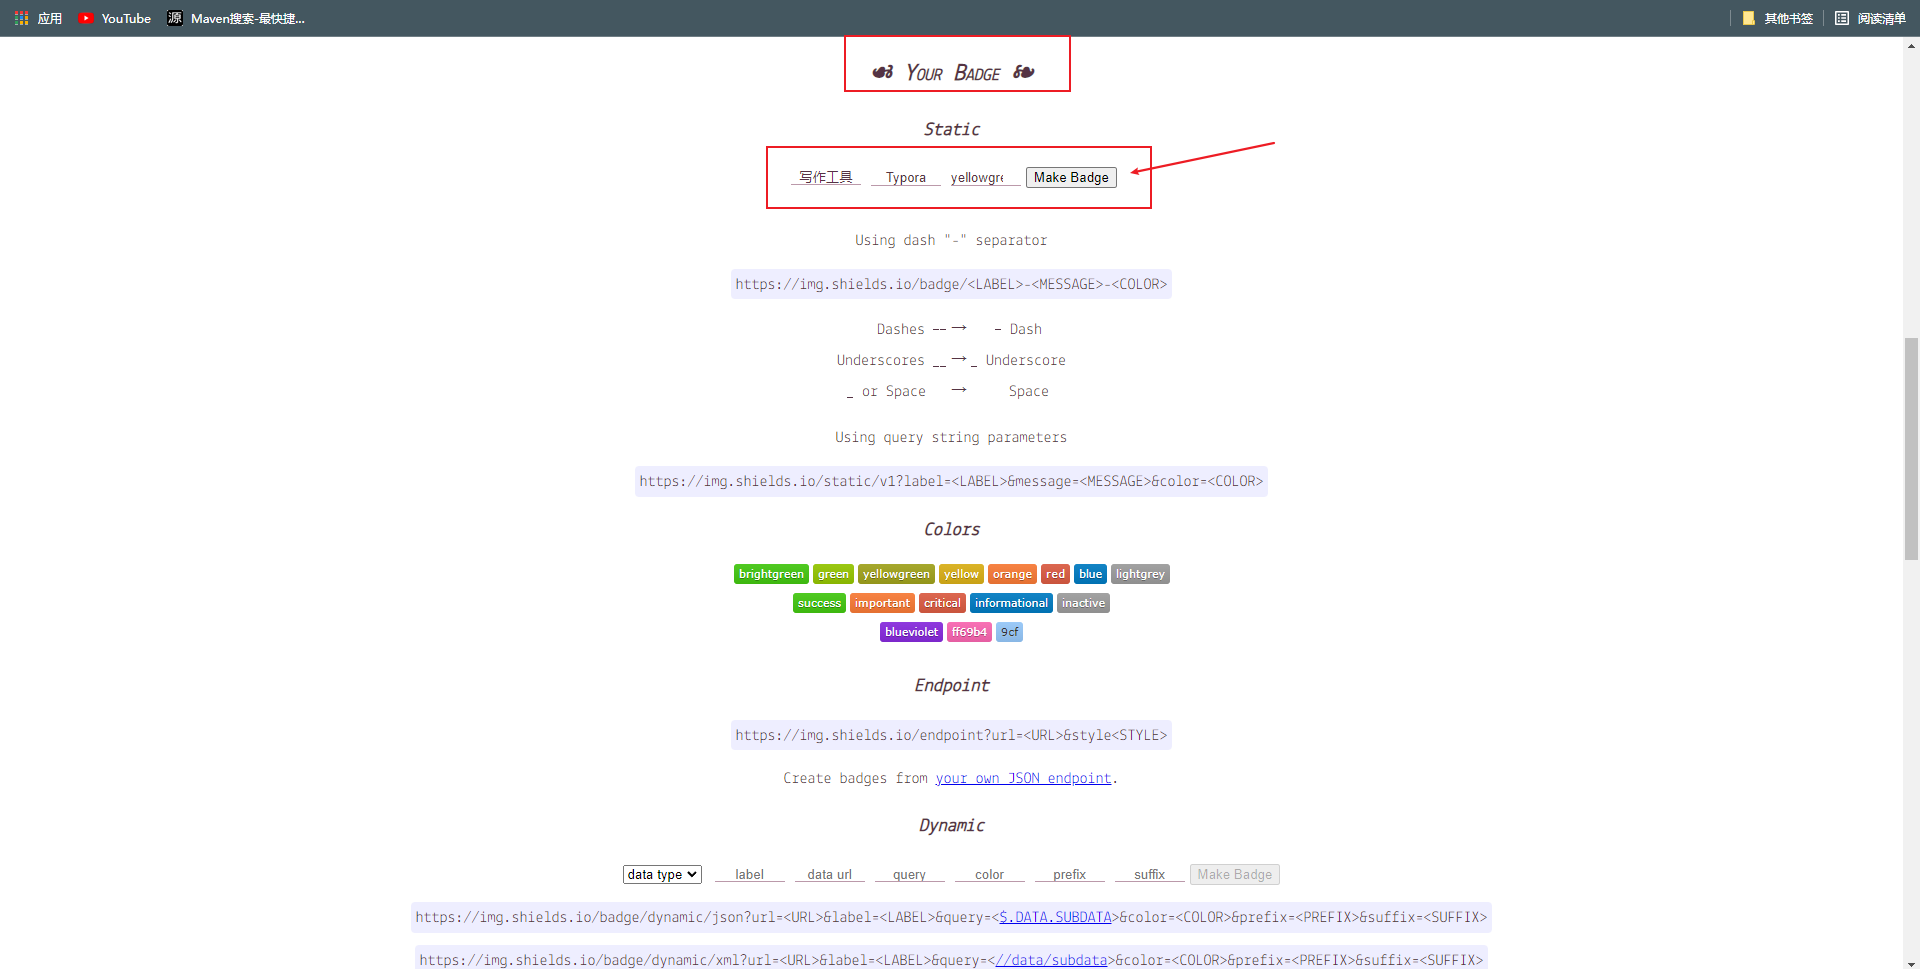 应用 YouTube 源 Maven搜索-最快捷... 其他书签 阅读清单
Your Badge
Static
写作工具 Typora yellowgre Make Badge
Using dash "-" separator
https://img.shields.io/badge/<LABEL>-<MESSAGE>-<COLOR>
Dashes -- → - Dash
Underscores __ → _ Underscore
_ or Space → Space
Using query string parameters
https://img.shields.io/static/v1?label=<LABEL>&message=<MESSAGE>&color=<COLOR>
Colors
brightgreen green yellowgreen yellow orange red blue lightgrey
success important critical informational inactive
blueviolet ff69b4 9cf
Endpoint
https://img.shields.io/endpoint?url=<URL>&style<STYLE>
Create badges from your own JSON endpoint.
Dynamic
data type label data url query color prefix suffix Make Badge
https://img.shields.io/badge/dynamic/json?url=<URL>&label=<LABEL>&query=<$.DATA.SUBDATA>&color=<COLOR>&prefix=<PREFIX>&suffix=<SUFFIX>
https://img.shields.io/badge/dynamic/xml?url=<URL>&label=<LABEL>&query=<//data/subdata>&color=<COLOR>&prefix=<PREFIX>&suffix=<SUFFIX>